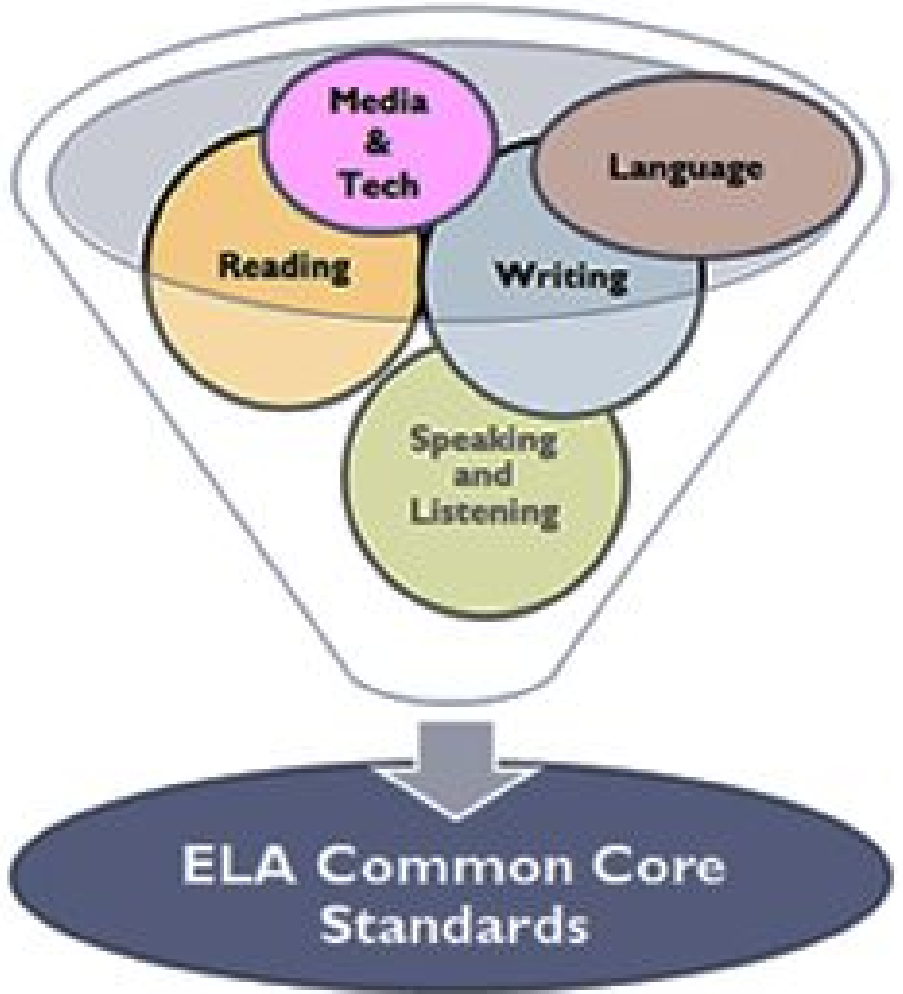 Media
&
Tech
Language
Reading
Writing
Speaking
and
Listening
ELA Common Core
Standards